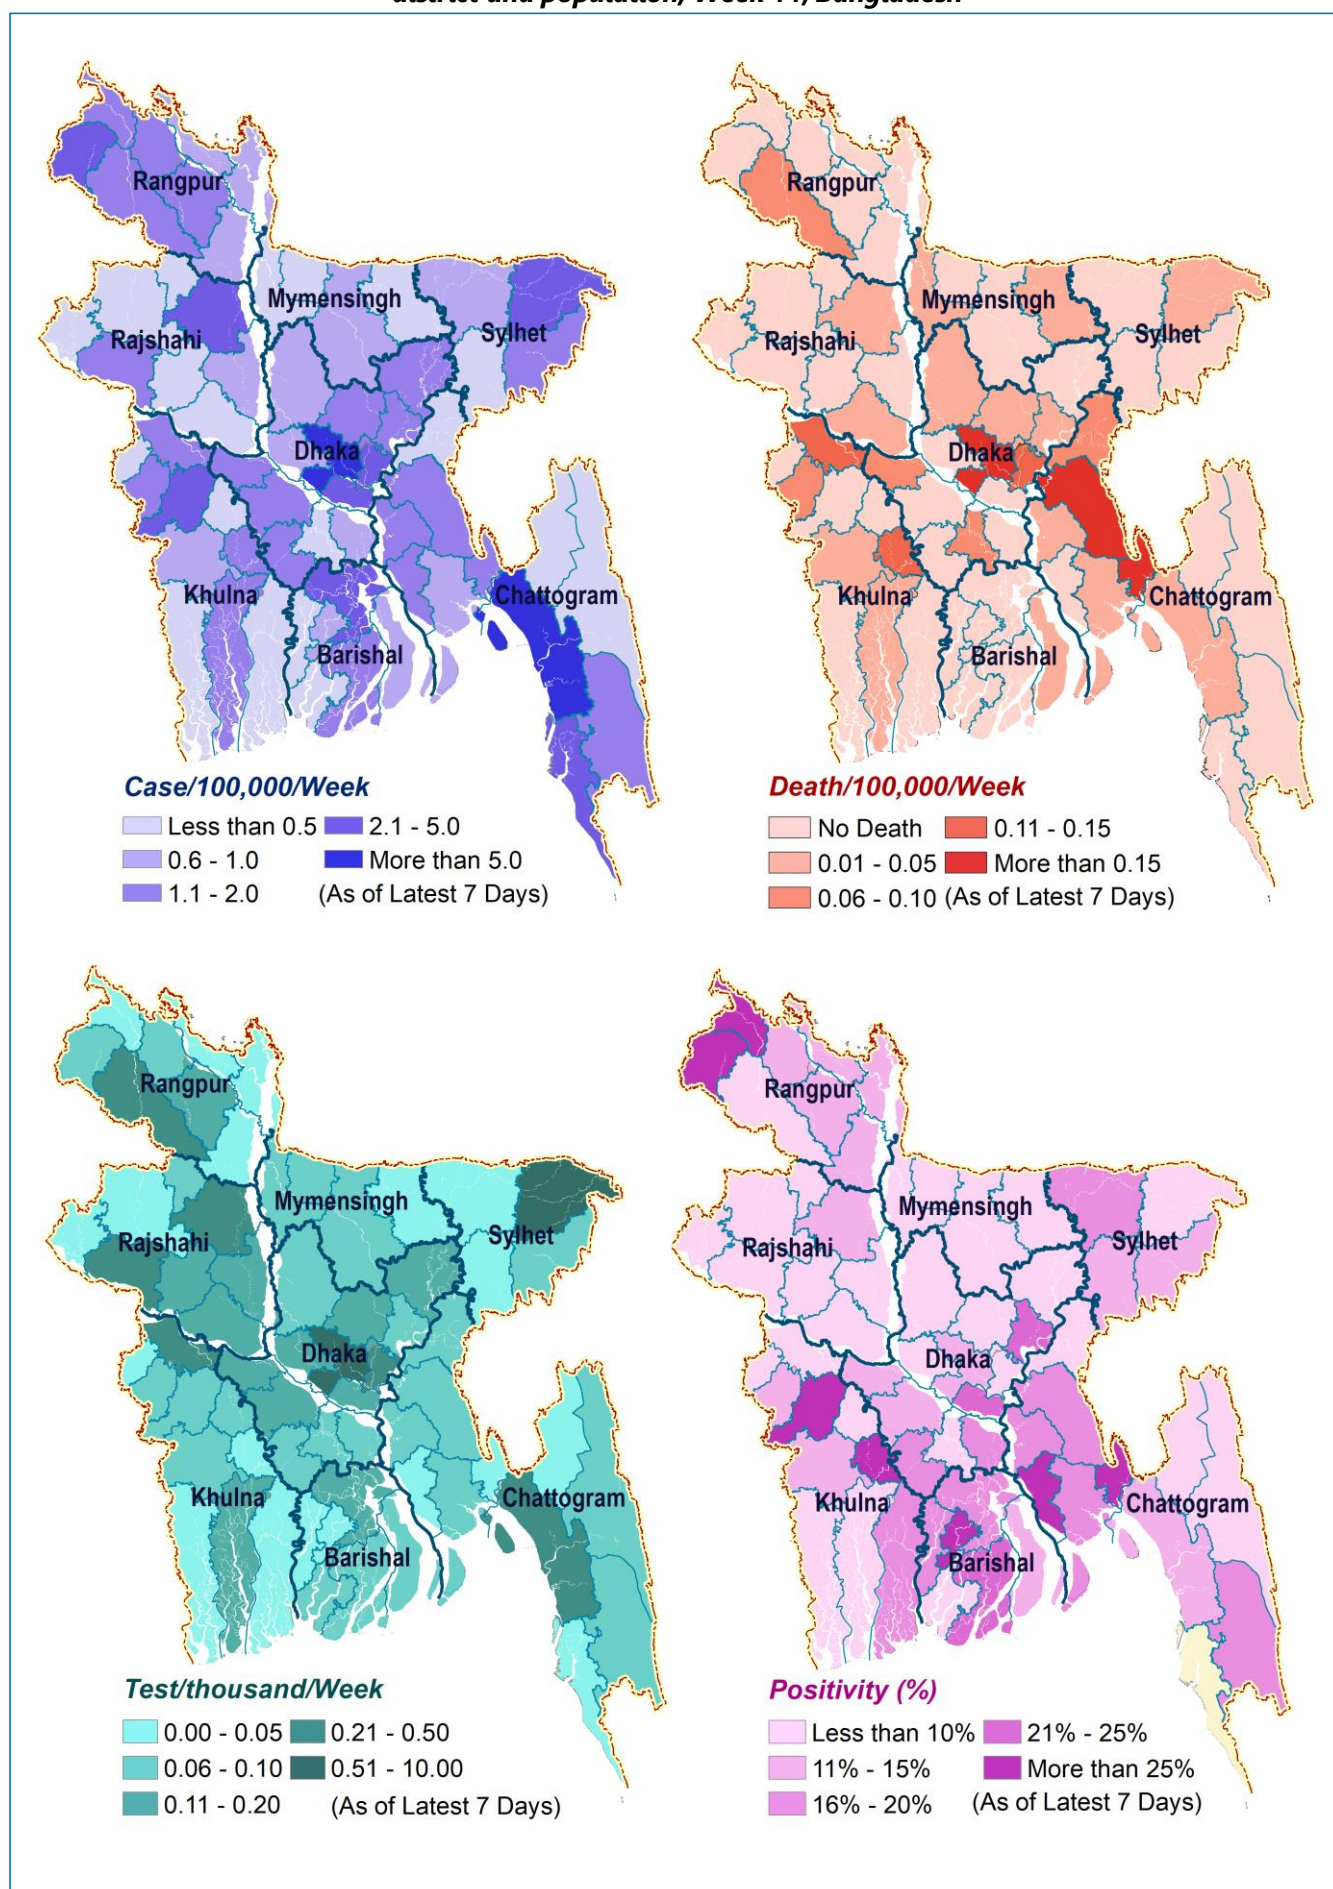 district and population, Week 17, Bangladesh
Rangpur
Mymensingh
Rajshahi
Sylhet
Dhaka
Khulna
Barishal
Chattogram
Case/100,000/Week
Less than 0.5
2.1 - 5.0
0.6 - 1.0
More than 5.0
1.1 - 2.0
(As of Latest 7 Days)
Rangpur
Mymensingh
Rajshahi
Sylhet
Dhaka
Khulna
Barishal
Chattogram
Death/100,000/Week
No Death
0.11 - 0.15
0.01 - 0.05
More than 0.15
0.06 - 0.10
(As of Latest 7 Days)
Rangpur
Mymensingh
Rajshahi
Sylhet
Dhaka
Khulna
Barishal
Chattogram
Test/thousand/Week
0.00 - 0.05
0.21 - 0.50
0.06 - 0.10
0.51 - 10.00
0.11 - 0.20
(As of Latest 7 Days)
Rangpur
Mymensingh
Rajshahi
Sylhet
Dhaka
Khulna
Barishal
Chattogram
Positivity (%)
Less than 10%
21% - 25%
11% - 15%
More than 25%
16% - 20%
(As of Latest 7 Days)